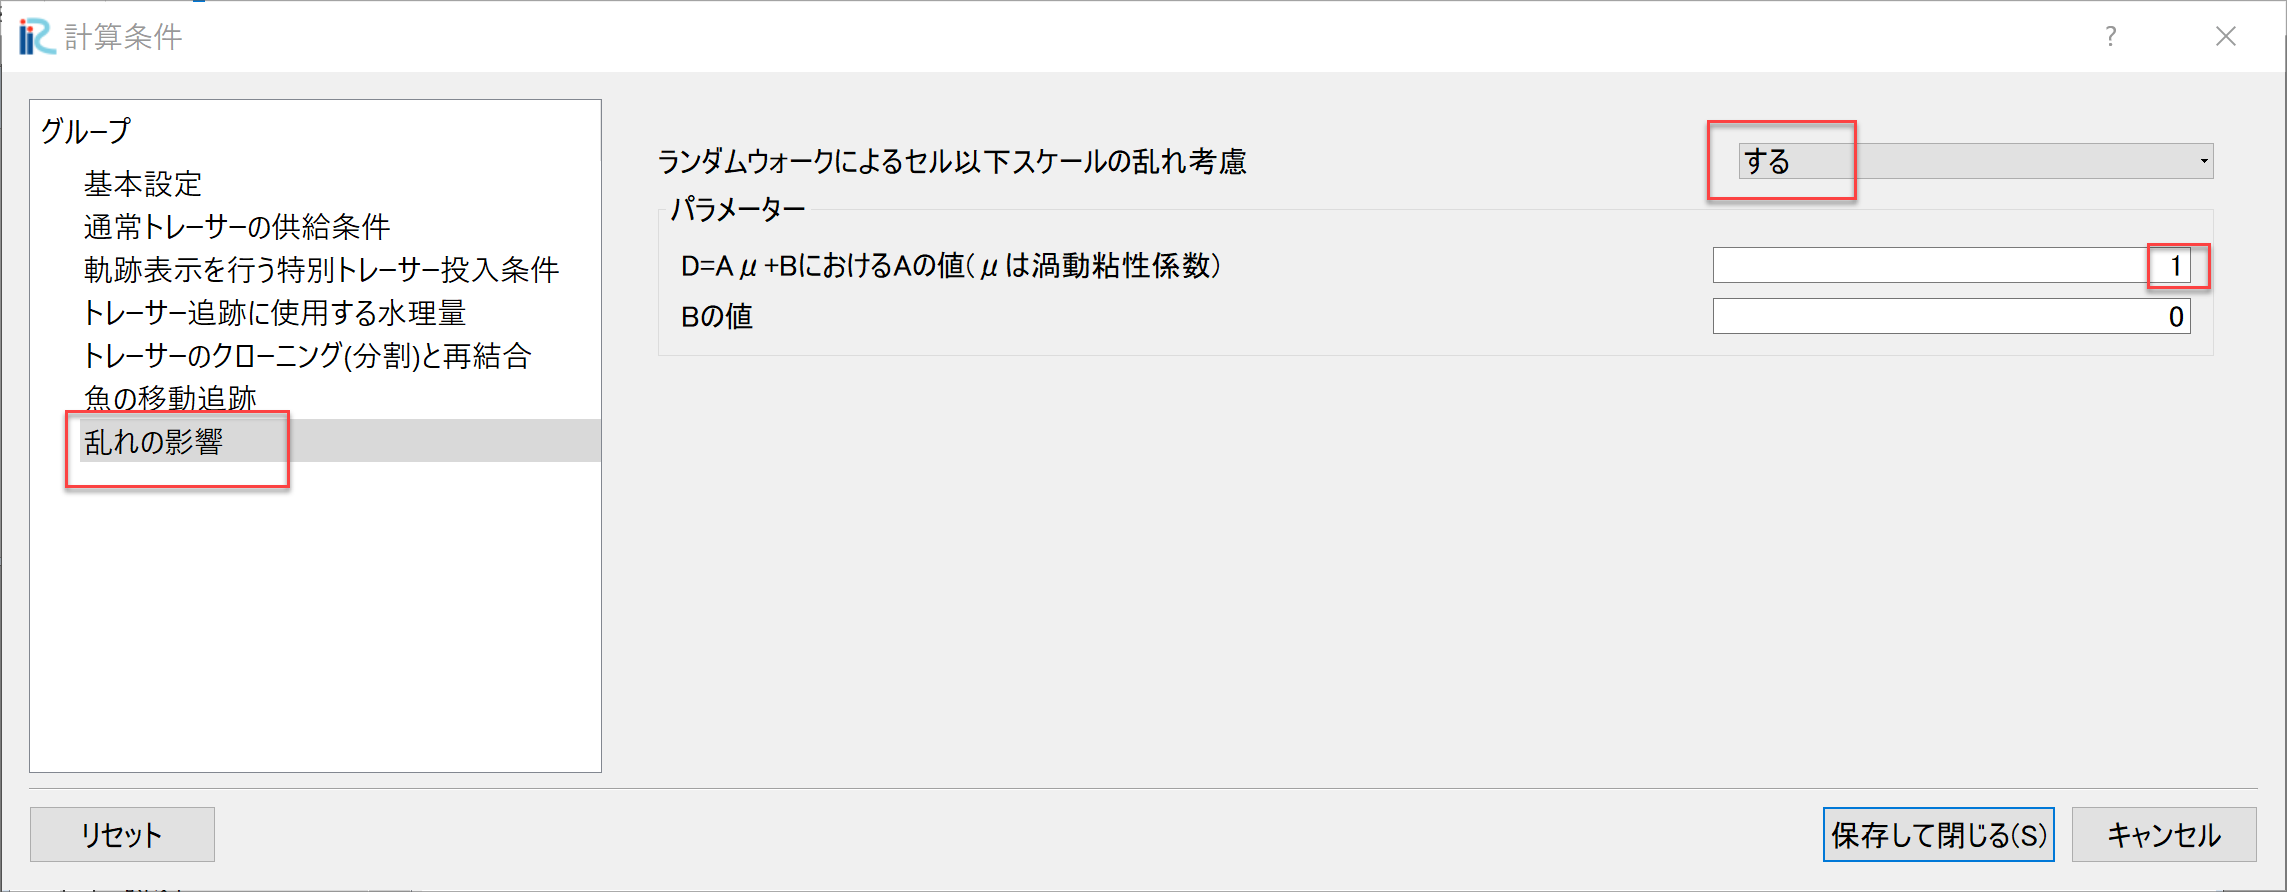 計算条件
グループ
基本設定
通常トレーサーの供給条件
軌跡表示を行う特別トレーサー投入条件
トレーサー追跡に使用する水理量
トレーサーのクローニング(分割)と再結合
魚の移動追跡
乱れの影響
ランダムウォークによるセル以下スケールの乱れ考慮 する
パラメーター
D=Aμ+BにおけるAの値(μは渦動粘性係数) 1
Bの値 0
リセット 保存して閉じる(S) キャンセル